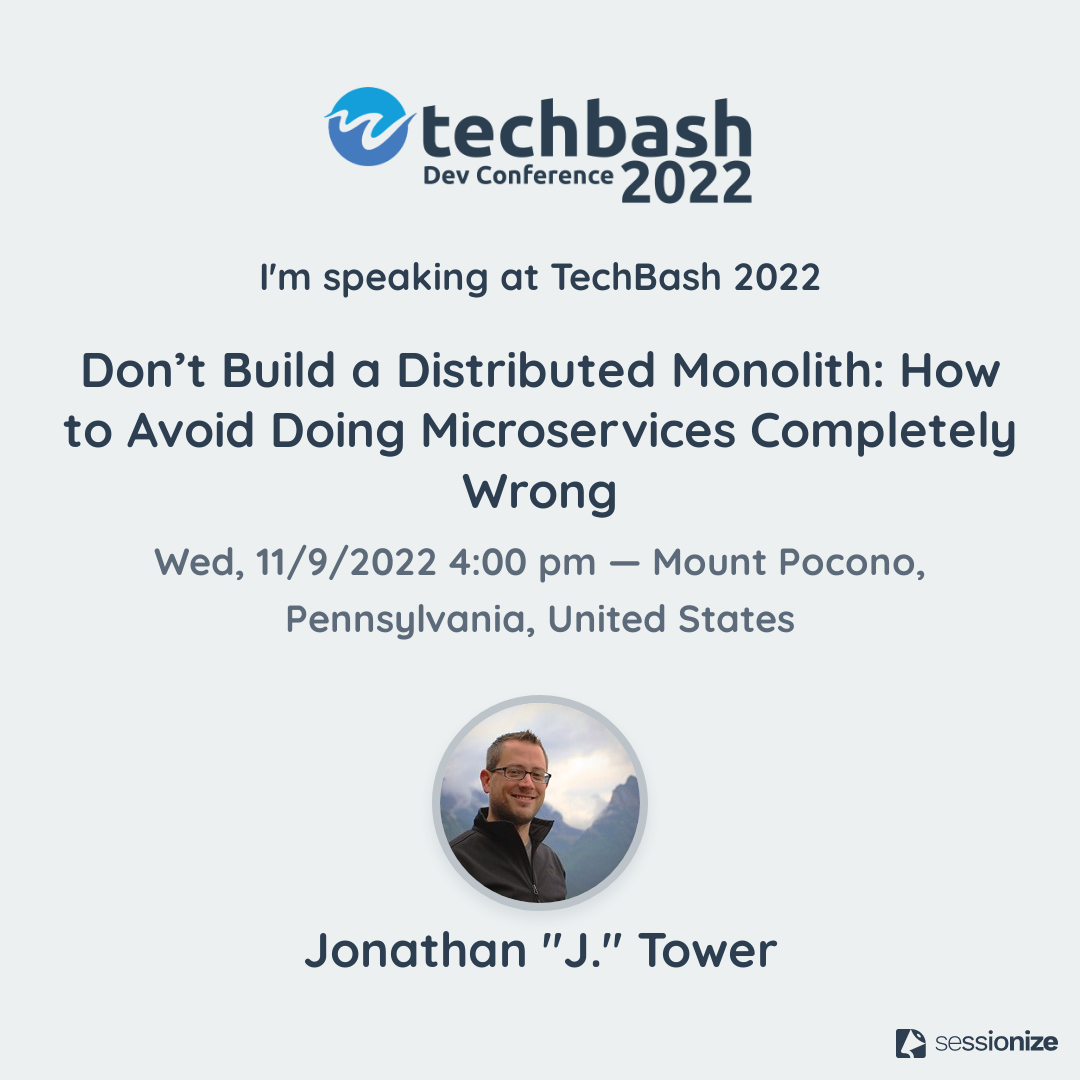 techbash
Dev Conference 2022
I'm speaking at TechBash 2022
Don’t Build a Distributed Monolith: How
to Avoid Doing Microservices Completely
Wrong
Wed, 11/9/2022 4:00 pm — Mount Pocono,
Pennsylvania, United States
Jonathan "J." Tower
sessionize